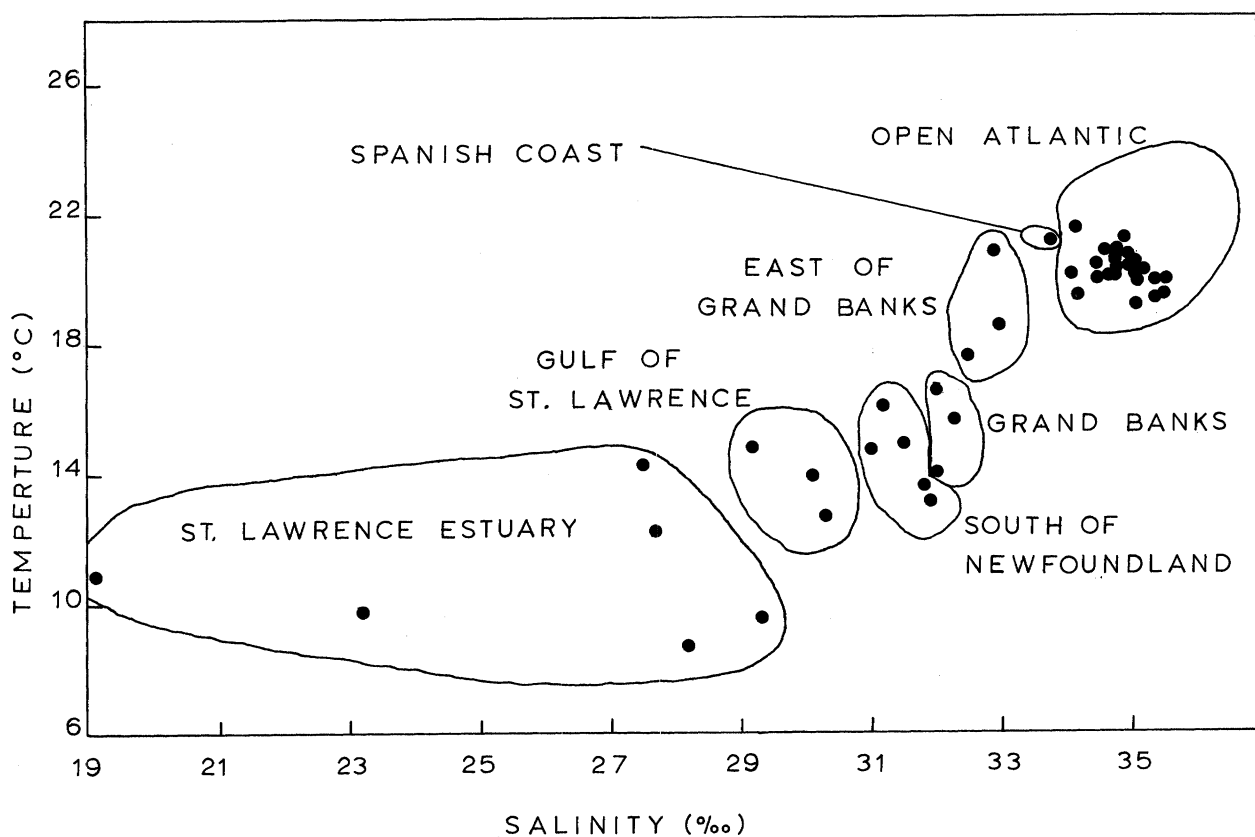 26
22
18
14
10
6
TEMPERTURE (°C)
SPANISH COAST
OPEN ATLANTIC
EAST OF
GRAND BANKS
GULF OF
ST. LAWRENCE
GRAND BANKS
ST. LAWRENCE ESTUARY
SOUTH OF
NEWFOUNDLAND
19 21 23 25 27 29 31 33 35
SALINITY (‰)